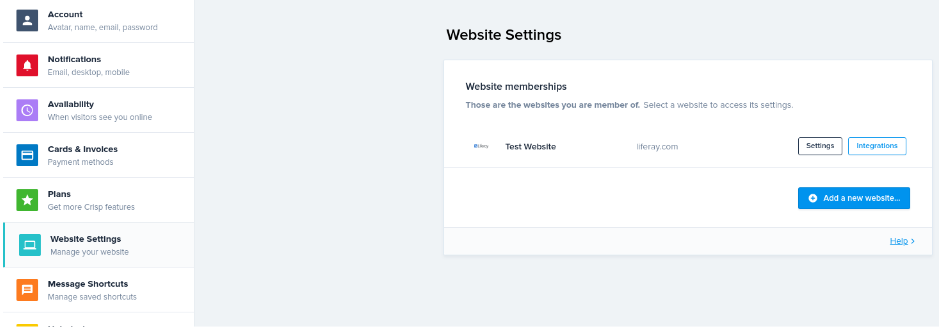 Account
Avatar, name, email, password
Notifications
Email, desktop, mobile
Availability
When visitors see you online
Cards & Invoices
Payment methods
Plans
Get more Crisp features
Website Settings
Manage your website
Message Shortcuts
Manage saved shortcuts
Website Settings
Website memberships
Those are the websites you are member of. Select a website to access its settings.
Liferay Test Website liferay.com Settings Integrations
Add a new website...
Help